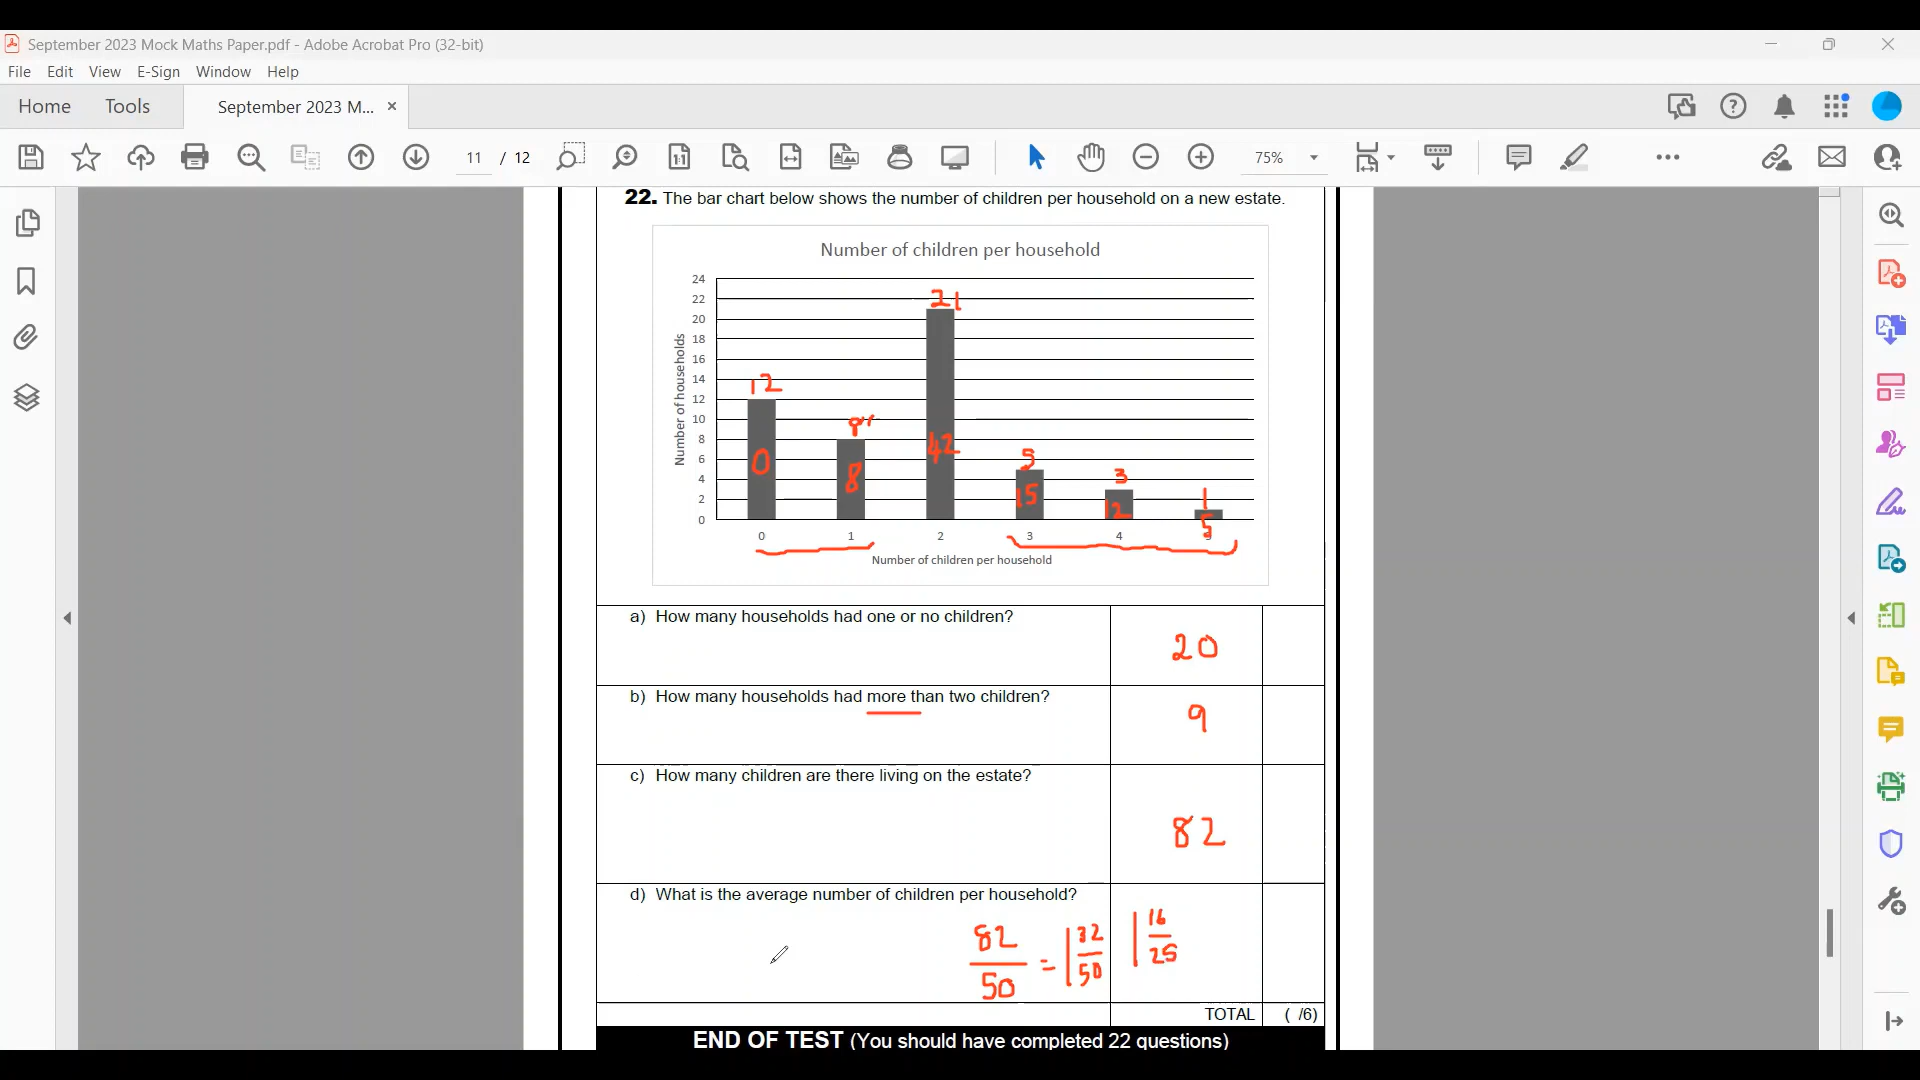 September 2023 Mock Maths Paper.pdf - Adobe Acrobat Pro (32-bit)
File Edit View E-Sign Window Help
Home Tools September 2023 M... ×
11 / 12 75%
22. The bar chart below shows the number of children per household on a new estate.
Number of children per household
24
22
20
18
16
14
12
10
8
6
4
2
0
Number of households
12
8
21
5
3
1
0
8
42
15
12
5
0 1 2 3 4
Number of children per household
a) How many households had one or no children?
20
b) How many households had more than two children?
9
c) How many children are there living on the estate?
82
d) What is the average number of children per household?
82/50 = 1 32/50
1 16/25
TOTAL ( /6)
END OF TEST (You should have completed 22 questions)